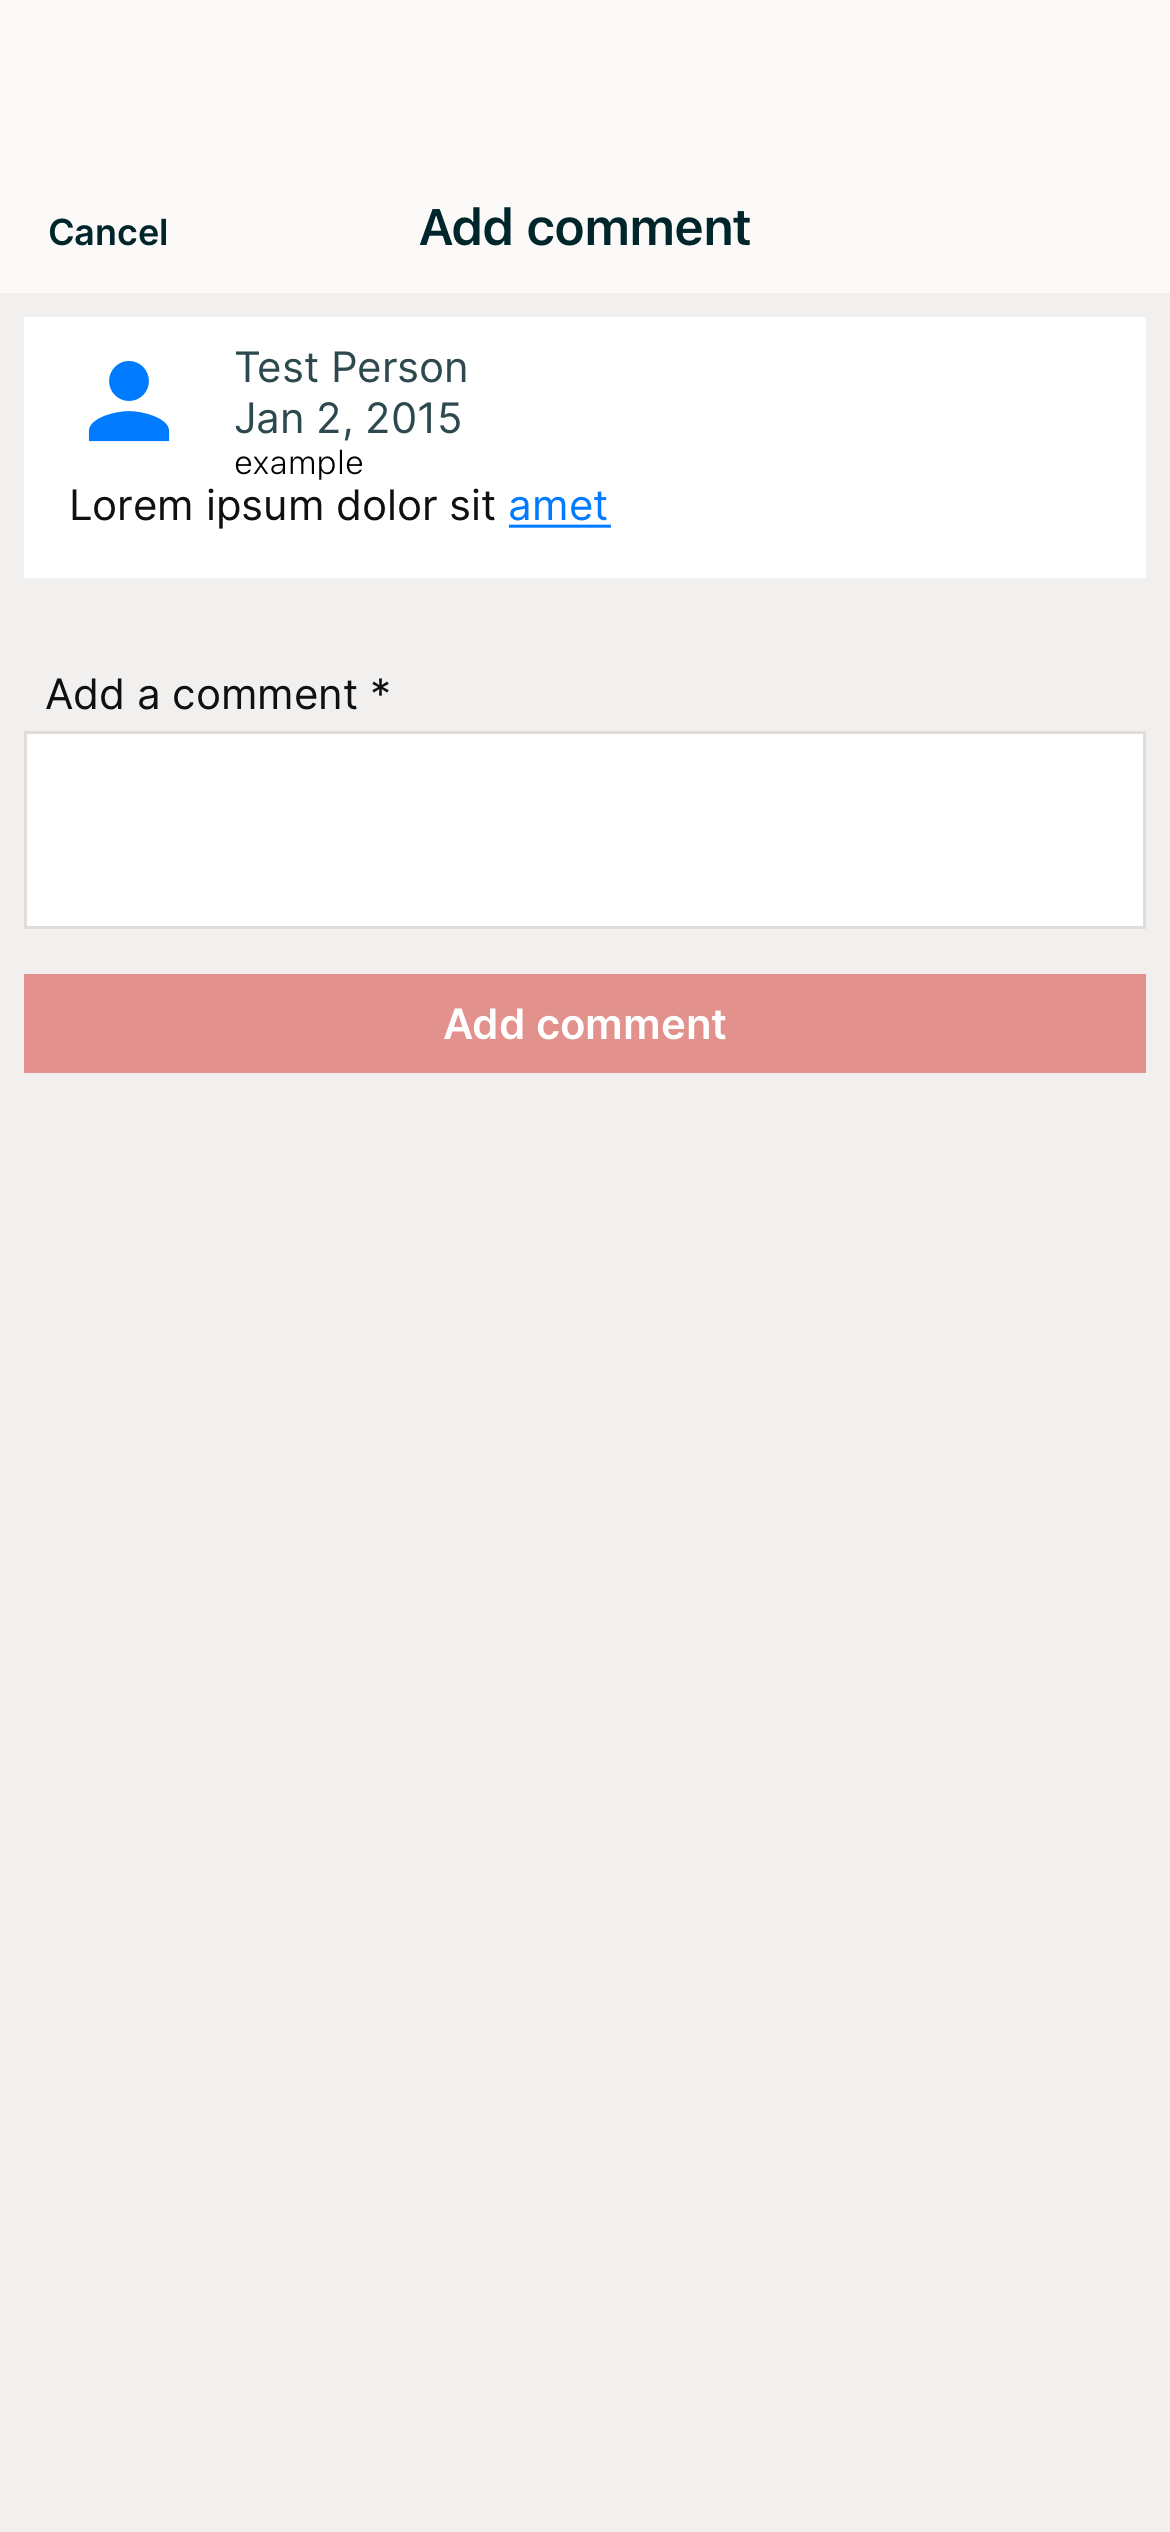 Cancel
Add comment
Test Person
Jan 2, 2015
example
Lorem ipsum dolor sit amet
Add a comment *
Add comment